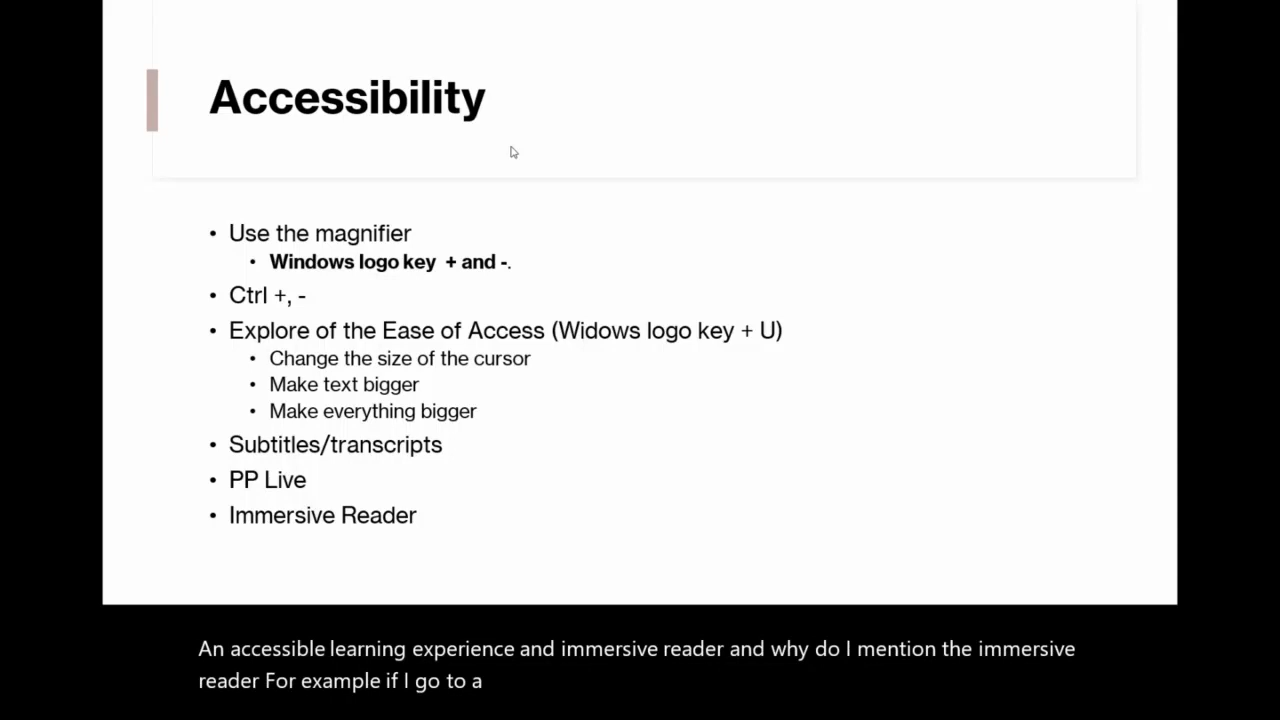 Accessibility
• Use the magnifier
• Windows logo key + and -.
• Ctrl +, -
• Explore of the Ease of Access (Widows logo key + U)
• Change the size of the cursor
• Make text bigger
• Make everything bigger
• Subtitles/transcripts
• PP Live
• Immersive Reader
An accessible learning experience and immersive reader and why do I mention the immersive
reader For example if I go to a